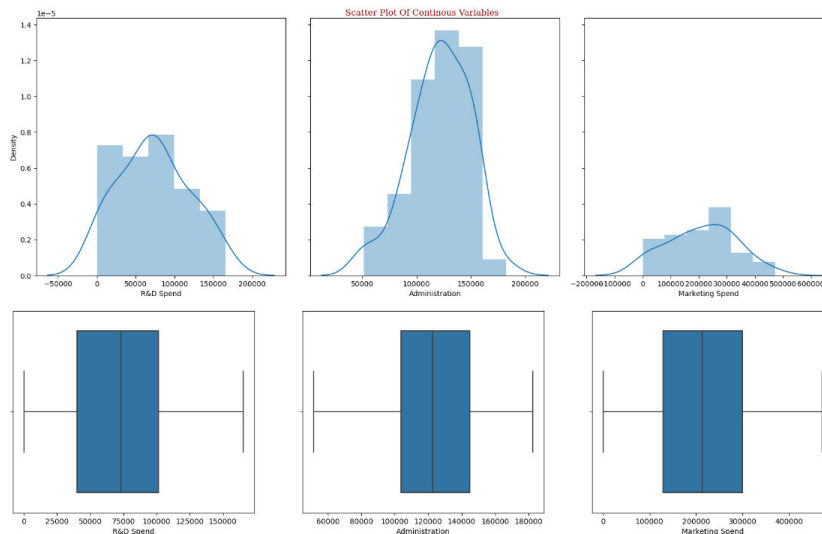 Scatter Plot Of Continous Variables
1e−5
1.4
1.2
1.0
0.8
0.6
0.4
0.2
0.0
Density
−50000 0 50000 100000 150000 200000
R&D Spend
50000 100000 150000 200000
Administration
−200000 −100000 0 100000 200000 300000 400000 500000 600000
Marketing Spend
0 25000 50000 75000 100000 125000 150000
R&D Spend
60000 80000 100000 120000 140000 160000 180000
Administration
0 100000 200000 300000 400000
Marketing Spend